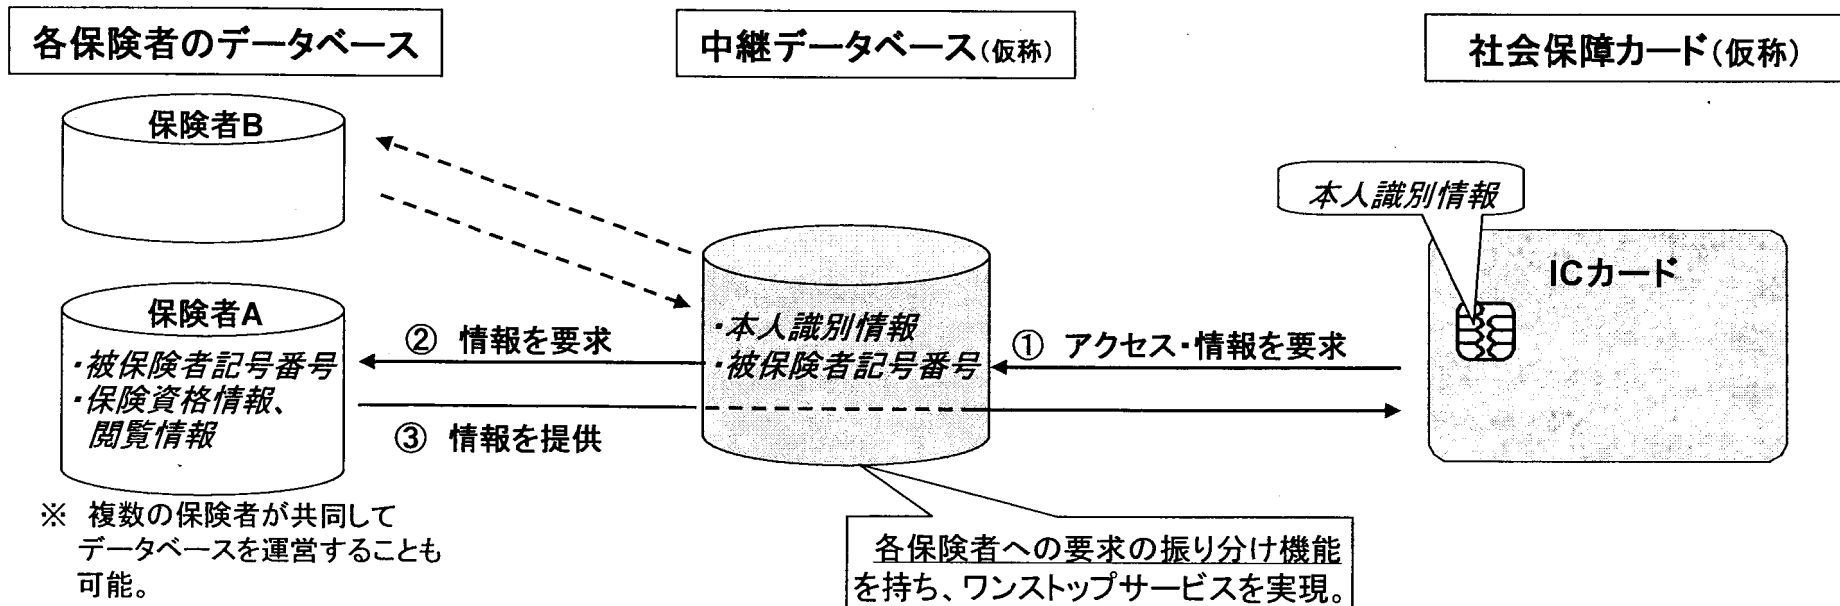 各保険者のデータベース
中継データベース(仮称)
社会保障カード(仮称)
保険者B
本人識別情報
ICカード
保険者A
・被保険者記号番号
・保険資格情報、
閲覧情報
② 情報を要求
③ 情報を提供
・本人識別情報
・被保険者記号番号
① アクセス・情報を要求
※ 複数の保険者が共同して
データベースを運営することも
可能。
各保険者への要求の振り分け機能
を持ち、ワンストップサービスを実現。